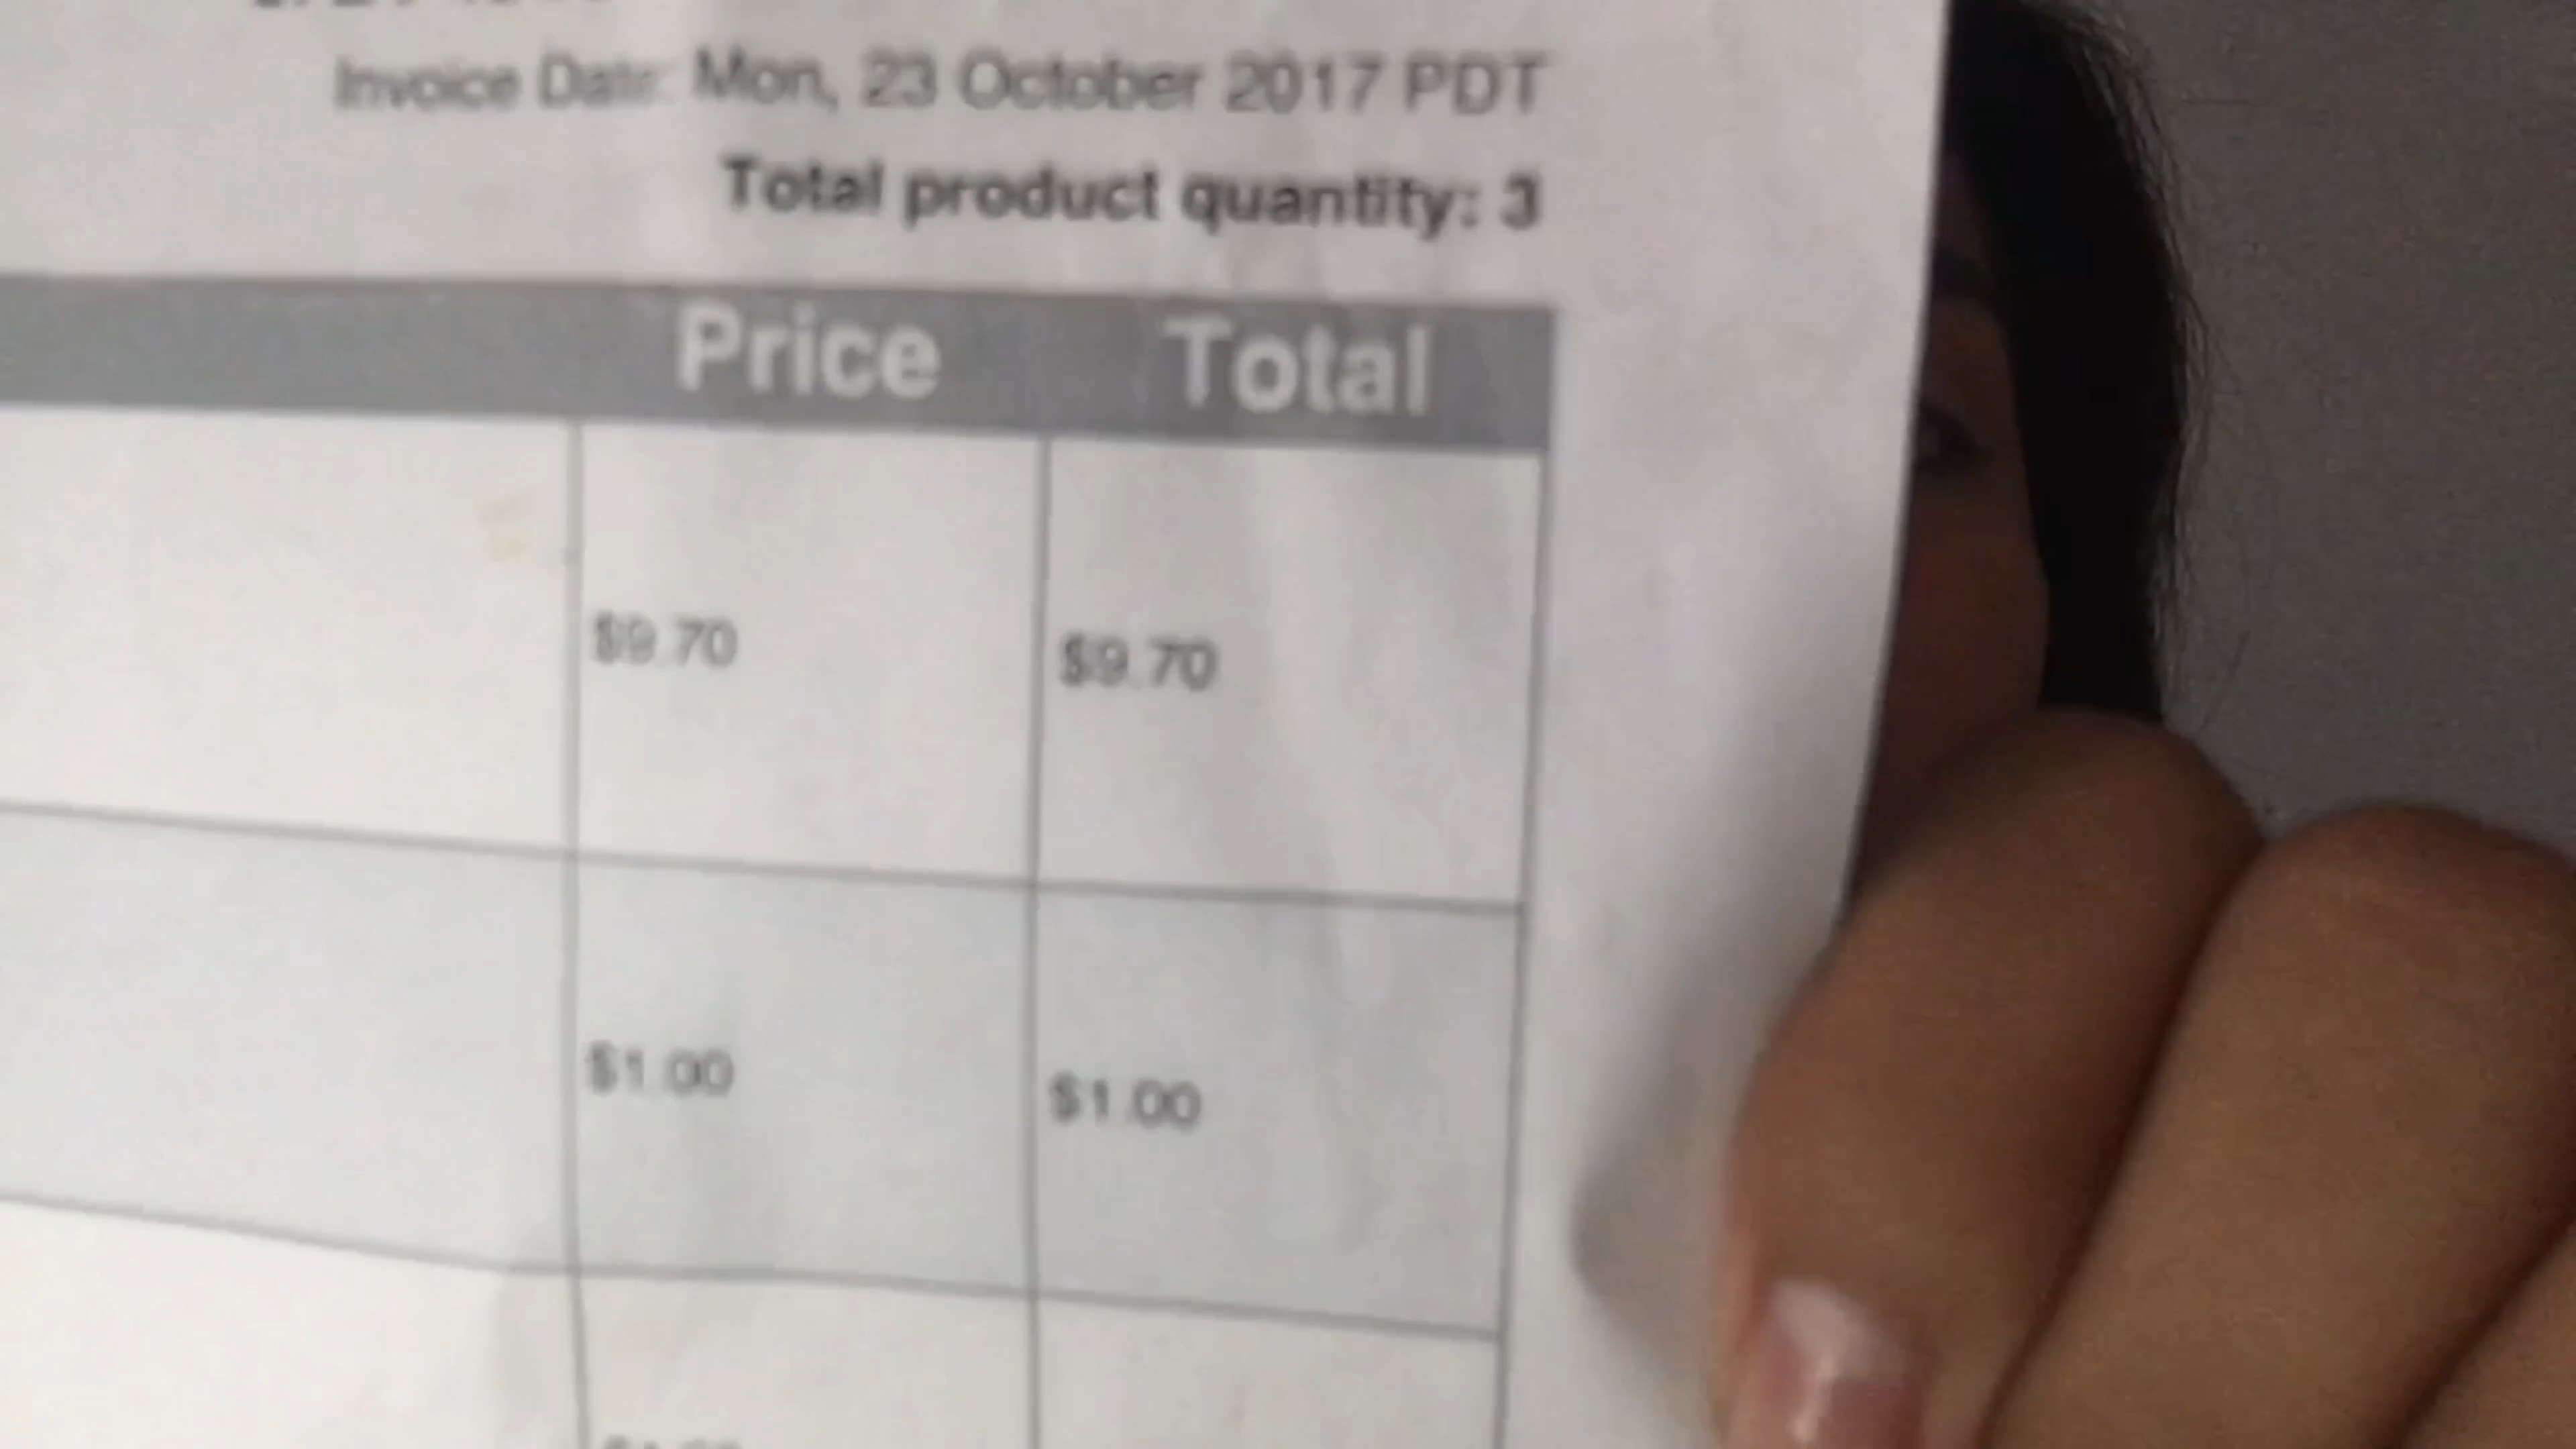 Invoice Date: Mon, 23 October 2017 PDT
Total product quantity: 3
Price Total
$9.70 $9.70
$1.00 $1.00